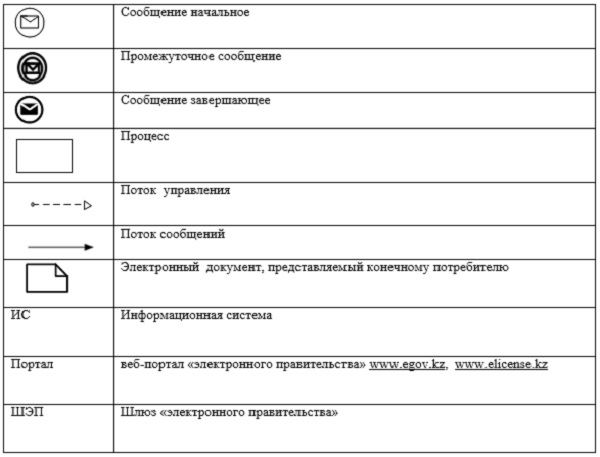 Сообщение начальное
Промежуточное сообщение
Сообщение завершающее
Процесс
Поток управления
Поток сообщений
Электронный документ, представляемый конечному потребителю
ИС Информационная система
Портал веб-портал «электронного правительства» www.egov.kz, www.elicense.kz
ШЭП Шлюз «электронного правительства»